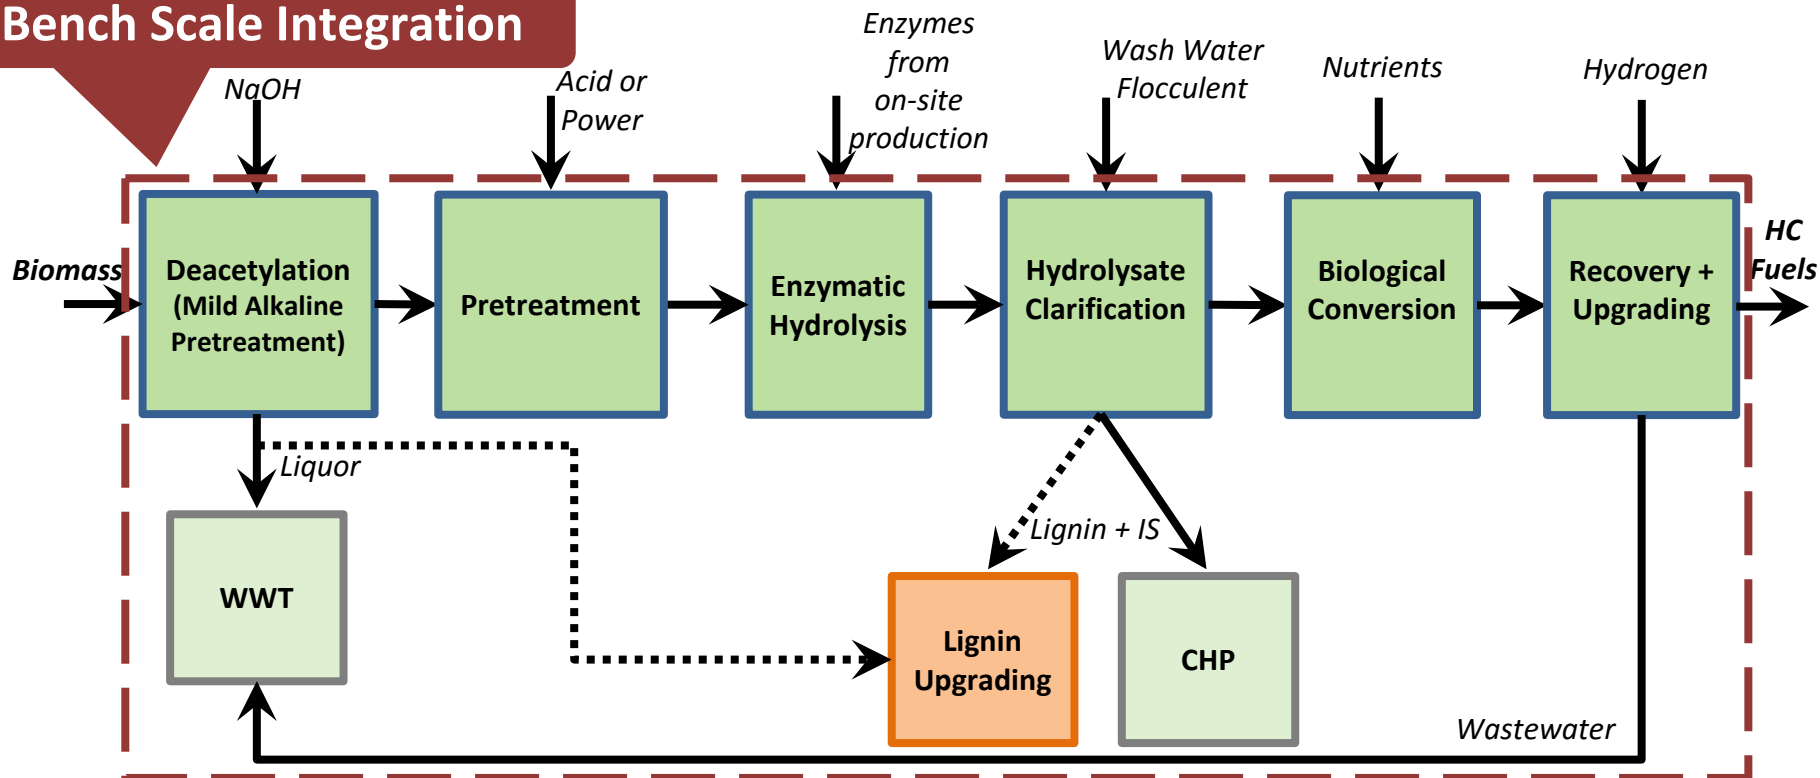 Bench Scale Integration
NaOH
Acid or
Power
Enzymes
from
on-site
production
Wash Water
Flocculent
Nutrients
Hydrogen
Biomass
Deacetylation
(Mild Alkaline
Pretreatment)
Pretreatment
Enzymatic
Hydrolysis
Hydrolysate
Clarification
Biological
Conversion
Recovery +
Upgrading
HC
Fuels
Liquor
Lignin + IS
WWT
Lignin
Upgrading
CHP
Wastewater